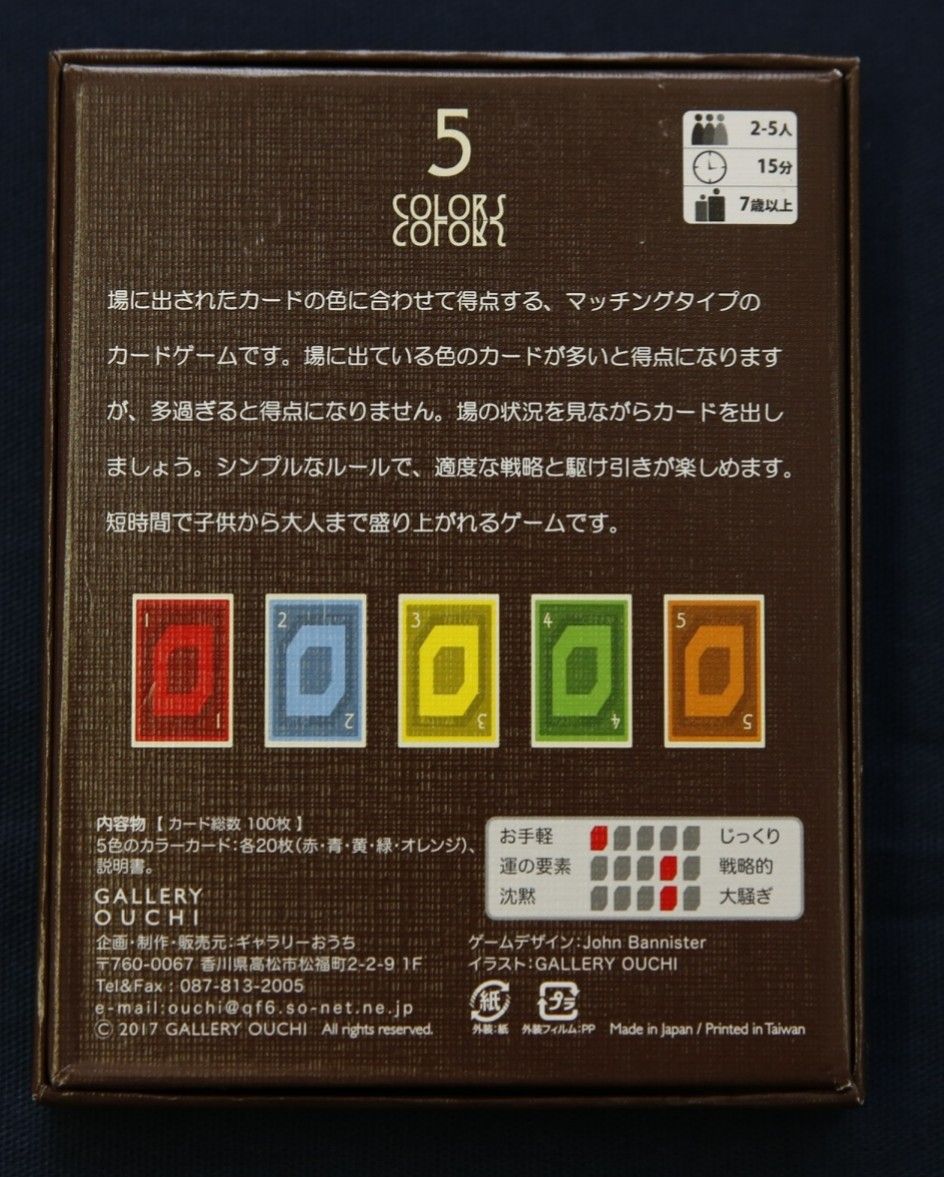 5
COLORS
2-5人
15分
7歳以上
場に出されたカードの色に合わせて得点する、マッチングタイプの
カードゲームです。場に出ている色のカードが多いと得点になります
が、多過ぎると得点になりません。場の状況を見ながらカードを出し
ましょう。シンプルなルールで、適度な戦略と駆け引きが楽しめます。
短時間で子供から大人まで盛り上がれるゲームです。
1 2 3 4 5
1 2 3 4 5
内容物【 カード総数 100枚 】
5色のカラーカード：各20枚（赤・青・黄・緑・オレンジ）、
説明書。
お手軽 じっくり
運の要素 戦略的
沈黙 大騒ぎ
GALLERY
OUCHI
企画・制作・販売元：ギャラリーおうち
〒760-0067 香川県高松市松福町2-2-9 1F
Tel&Fax : 087-813-2005
e-mail:ouchi@qf6.so-net.ne.jp
© 2017 GALLERY OUCHI All rights reserved.
ゲームデザイン：John Bannister
イラスト：GALLERY OUCHI
紙 プラ
外装：紙 外装フィルム：PP Made in Japan / Printed in Taiwan